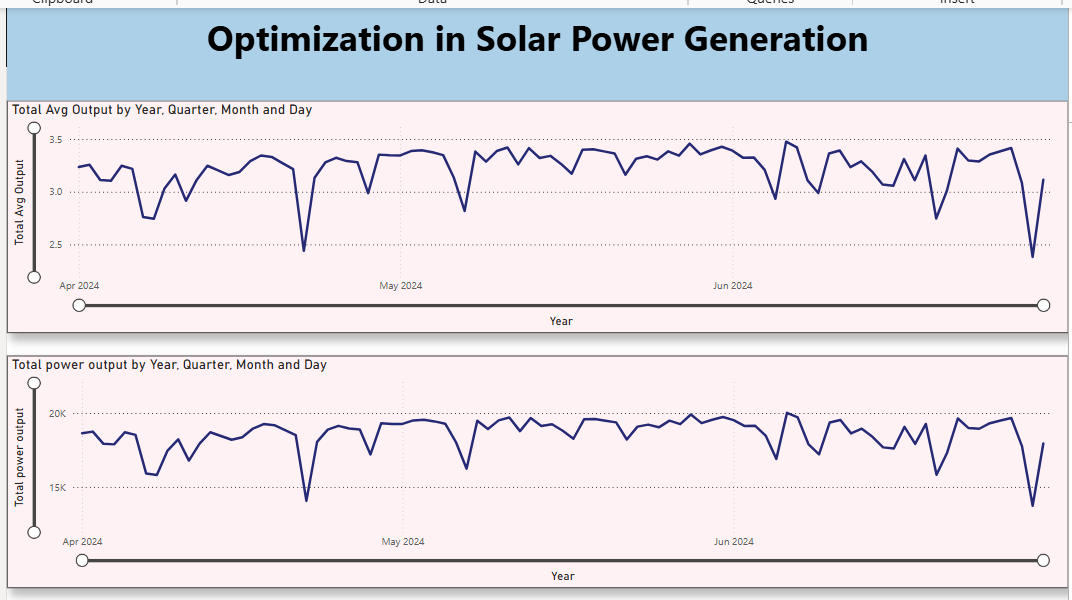 Clipboard Data Queries Insert
Optimization in Solar Power Generation
Total Avg Output by Year, Quarter, Month and Day
Total Avg Output
3.5
3.0
2.5
Apr 2024 May 2024 Jun 2024
Year
Total power output by Year, Quarter, Month and Day
Total power output
20K
15K
Apr 2024 May 2024 Jun 2024
Year